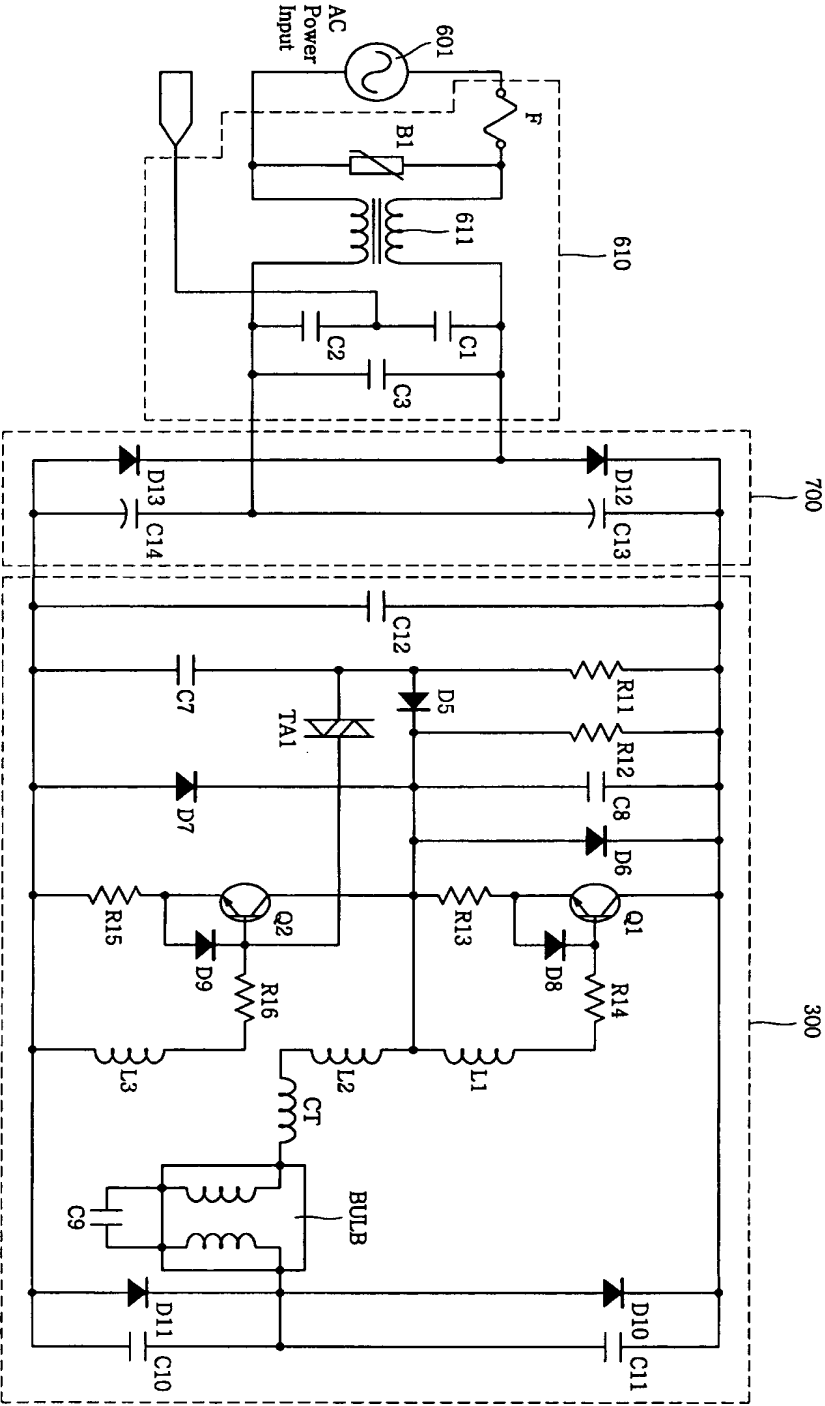 AC
Power
Input
601
F
B1
611
610
C1
C2
C3
700
D12
D13
C13
C14
300
C12
R11
R12
C7
D5
TA1
C8
D7
D6
Q1
R13
D8
R14
Q2
R15
D9
R16
L1
L2
L3
CT
BULB
C9
D10
D11
C11
C10